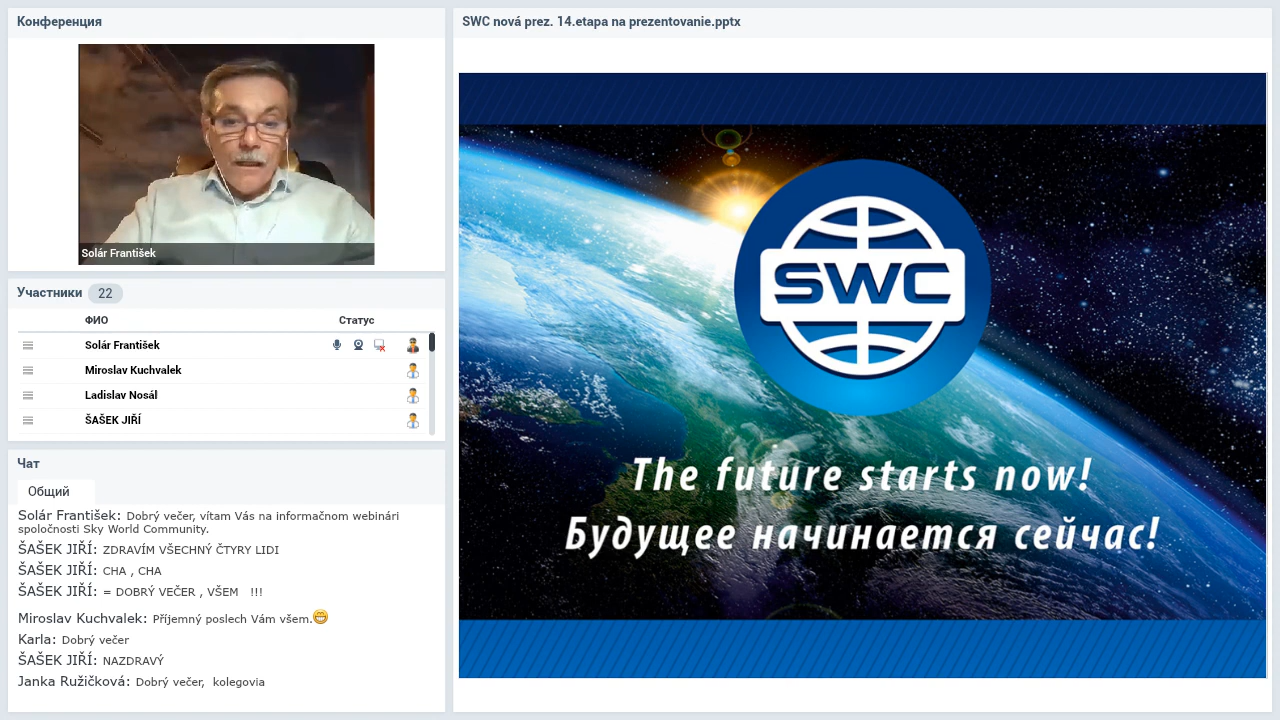 Конференция
Solár František
Участники 22
ФИО Статус
Solár František
Miroslav Kuchvalek
Ladislav Nosál
ŠAŠEK JIŘÍ
Чат
Общий
Solár František: Dobrý večer, vítam Vás na informačnom webinári
spoločnosti Sky World Community.
ŠAŠEK JIŘÍ: ZDRAVÍM VŠECHNÝ ČTYRY LIDI
ŠAŠEK JIŘÍ: CHA , CHA
ŠAŠEK JIŘÍ: = DOBRÝ VEČER , VŠEM !!!
Miroslav Kuchvalek: Příjemný poslech Vám všem.
Karla: Dobrý večer
ŠAŠEK JIŘÍ: NAZDRAVÝ
Janka Ružičková: Dobrý večer, kolegovia
SWC nová prez. 14.etapa na prezentovanie.pptx
SWC
The future starts now!
Будущее начинается сейчас!